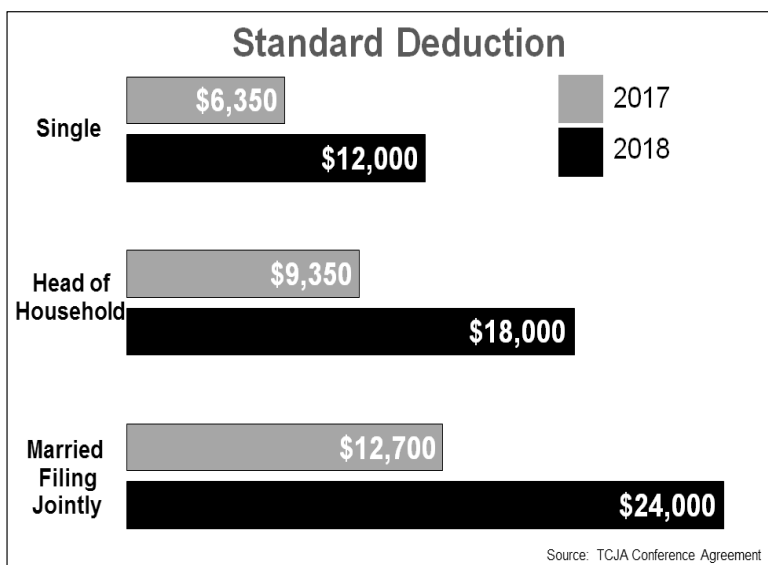 Standard Deduction
Single
$6,350
$12,000
2017
2018
Head of
Household
$9,350
$18,000
Married
Filing
Jointly
$12,700
$24,000
Source: TCJA Conference Agreement